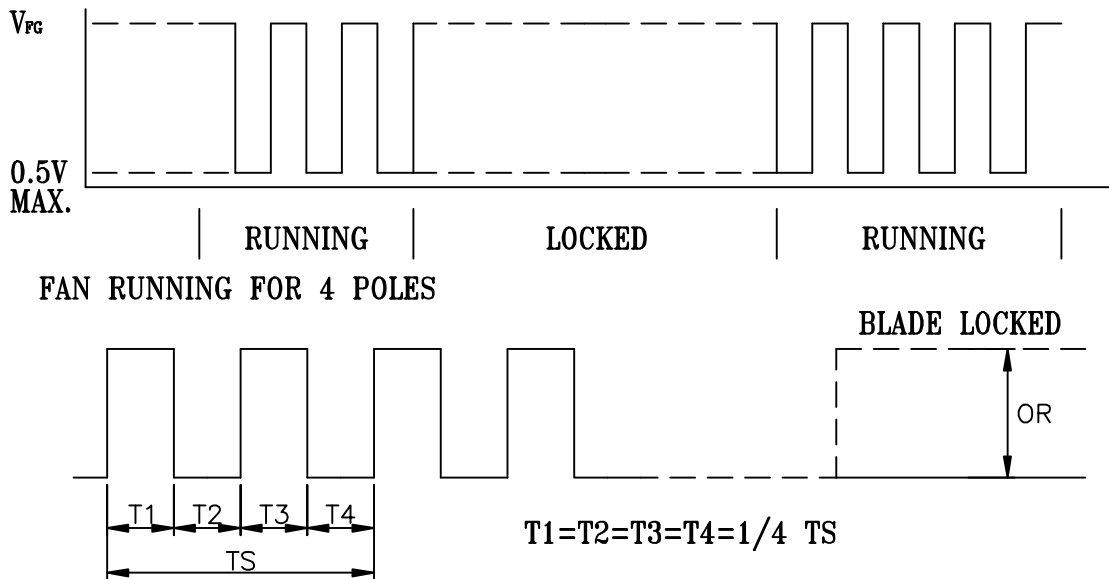 VFG
0.5V
MAX.
RUNNING LOCKED RUNNING
FAN RUNNING FOR 4 POLES
BLADE LOCKED
OR
T1 T2 T3 T4
T1=T2=T3=T4=1/4 TS
TS